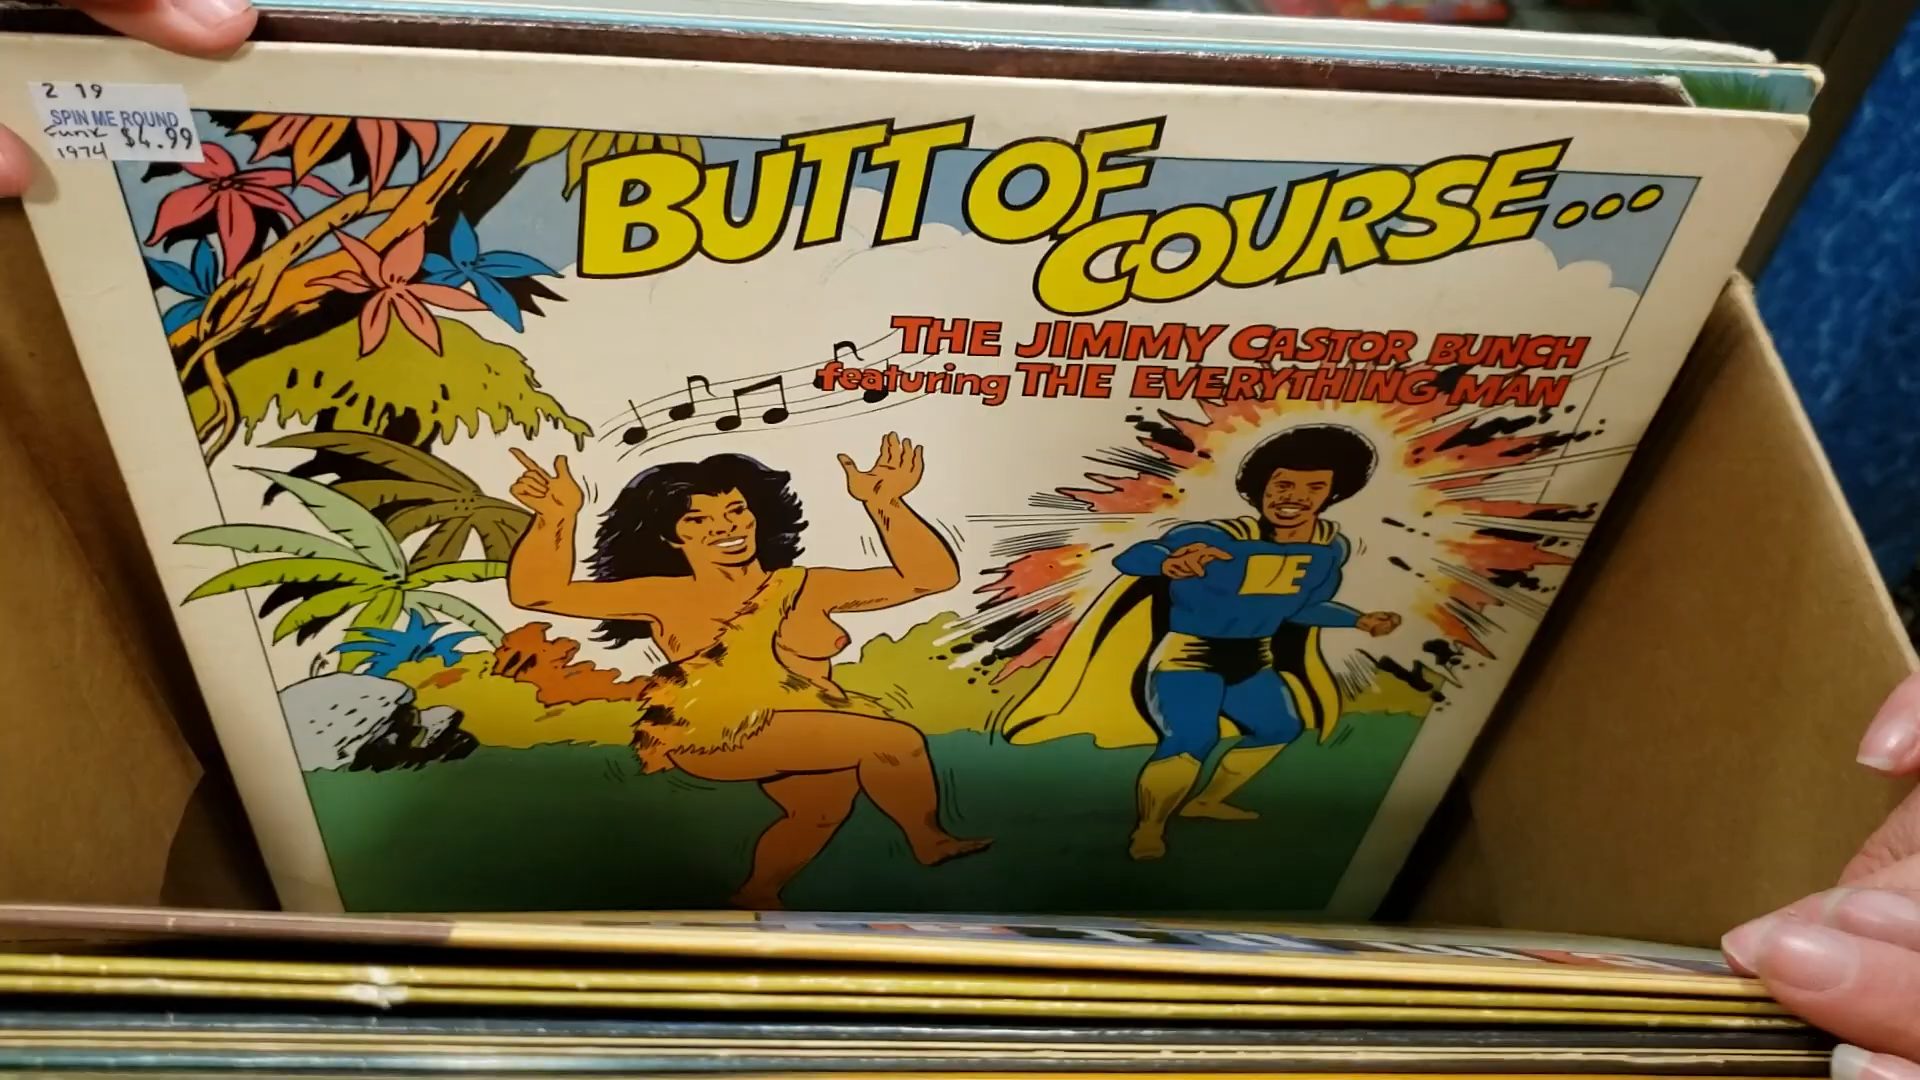 2 19
SPIN ME ROUND
Funk $4.99
1974
BUTT OF
COURSE...
THE JIMMY CASTOR BUNCH
featuring THE EVERYTHING MAN
E